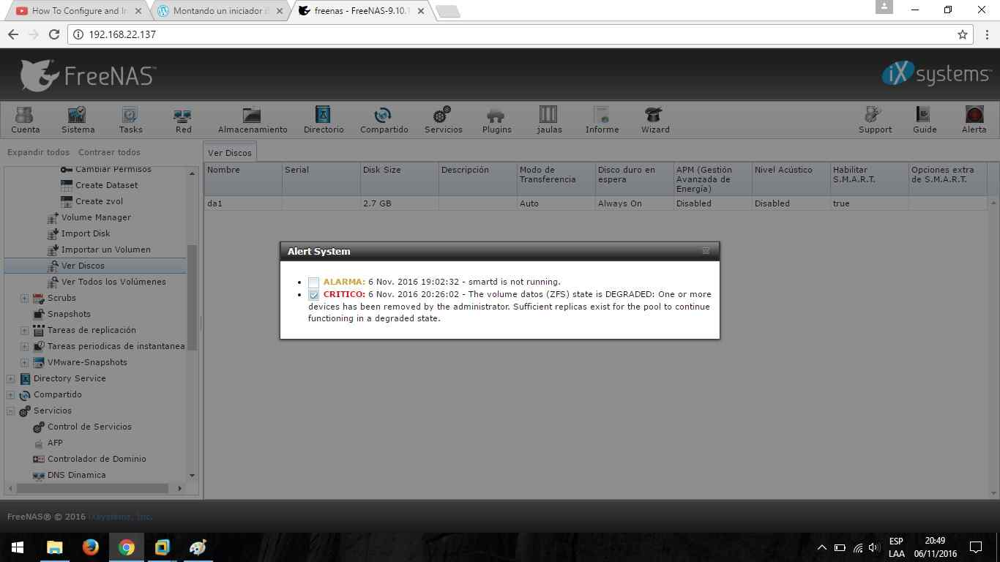 How To Configure and In
Montando un iniciador i
freenas - FreeNAS-9.10.1
192.168.22.137
FreeNAS™
iXsystems™
Cuenta
Sistema
Tasks
Red
Almacenamiento
Directorio
Compartido
Servicios
Plugins
jaulas
Informe
Wizard
Support
Guide
Alerta
Expandir todos Contraer todos
Cambiar Permisos
Create Dataset
Create zvol
Volume Manager
Import Disk
Importar un Volumen
Ver Discos
Ver Todos los Volúmenes
Scrubs
Snapshots
Tareas de replicación
Tareas periodicas de instantanea
VMware-Snapshots
Directory Service
Compartido
Servicios
Control de Servicios
AFP
Controlador de Dominio
DNS Dinamica
Ver Discos
Nombre
Serial
Disk Size
Descripción
Modo de
Transferencia
Disco duro en
espera
APM (Gestión
Avanzada de
Energía)
Nivel Acústico
Habilitar
S.M.A.R.T.
Opciones extra
de S.M.A.R.T.
da1 2.7 GB Auto Always On Disabled Disabled true
Alert System
ALARMA: 6 Nov. 2016 19:02:32 - smartd is not running.
CRITICO: 6 Nov. 2016 20:26:02 - The volume datos (ZFS) state is DEGRADED: One or more
devices has been removed by the administrator. Sufficient replicas exist for the pool to continue
functioning in a degraded state.
FreeNAS® © 2016 iXsystems, Inc.
ESP
LAA
20:49
06/11/2016